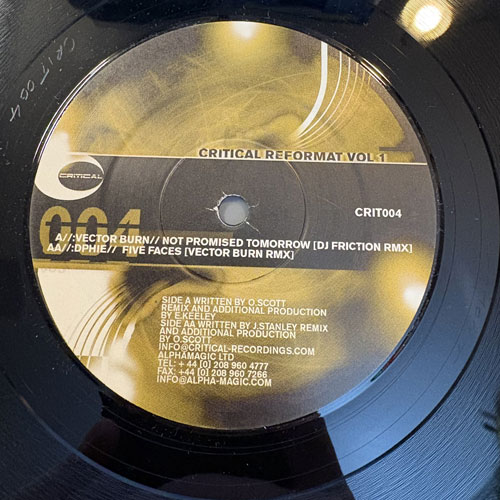 CRIT 004
CRITICAL REFORMAT VOL 1
CRITICAL
CRIT004
004
A//:VECTOR BURN// NOT PROMISED TOMORROW [DJ FRICTION RMX]
AA//:DPHIE// FIVE FACES [VECTOR BURN RMX]
SIDE A WRITTEN BY O.SCOTT
REMIX AND ADDITIONAL PRODUCTION
BY E.KEELEY
SIDE AA WRITTEN BY J.STANLEY REMIX
AND ADDITIONAL PRODUCTION
BY O.SCOTT
INFO@CRITICAL-RECORDINGS.COM
ALPHAMAGIC LTD
TEL: + 44 [0] 208 960 4777
FAX: + 44 [0] 208 960 7266
INFO@ALPHA-MAGIC.COM